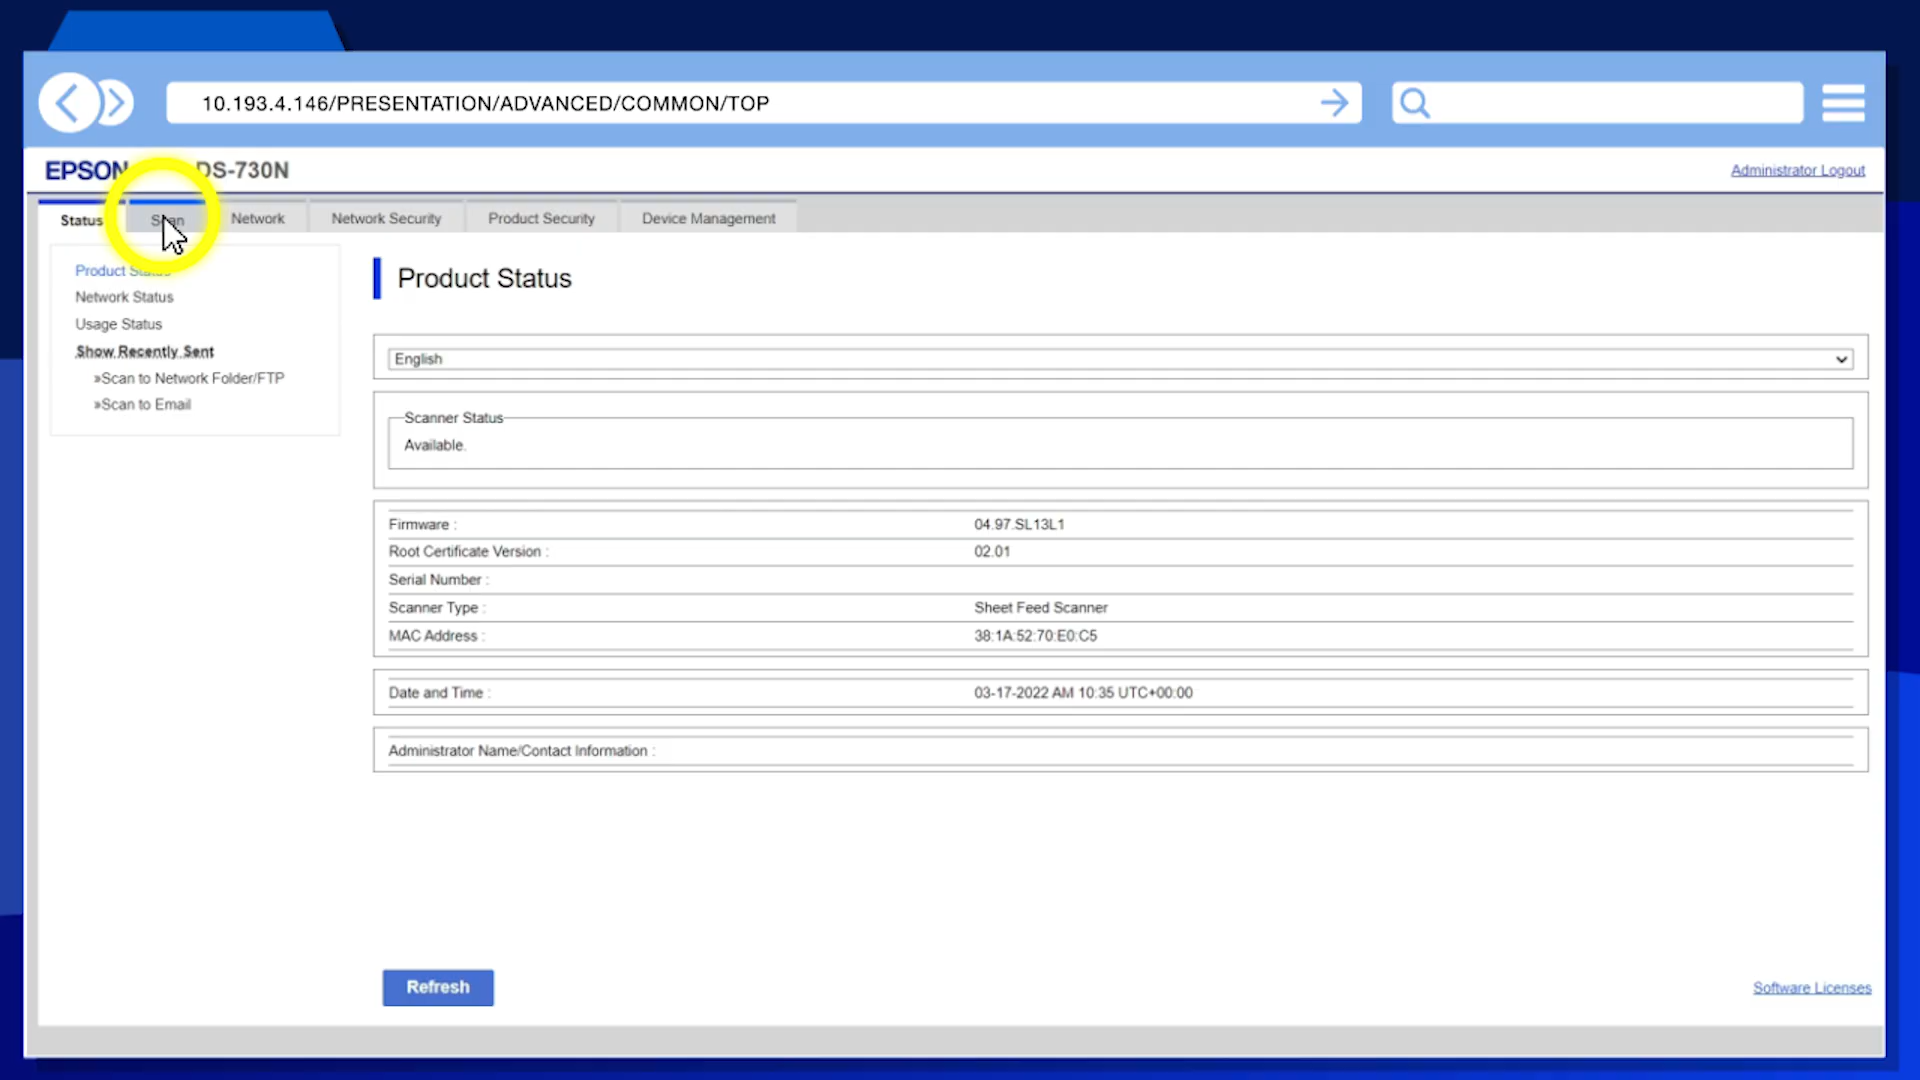 10.193.4.146/PRESENTATION/ADVANCED/COMMON/TOP
EPSON DS-730N
Administrator Logout
Status Scan Network Network Security Product Security Device Management
Product Status
Network Status
Usage Status
Show Recently Sent
»Scan to Network Folder/FTP
»Scan to Email
Product Status
English
Scanner Status
Available.
Firmware : 04.97.SL13L1
Root Certificate Version : 02.01
Serial Number :
Scanner Type : Sheet Feed Scanner
MAC Address : 38:1A:52:70:E0:C5
Date and Time : 03-17-2022 AM 10:35 UTC+00:00
Administrator Name/Contact Information :
Refresh
Software Licenses